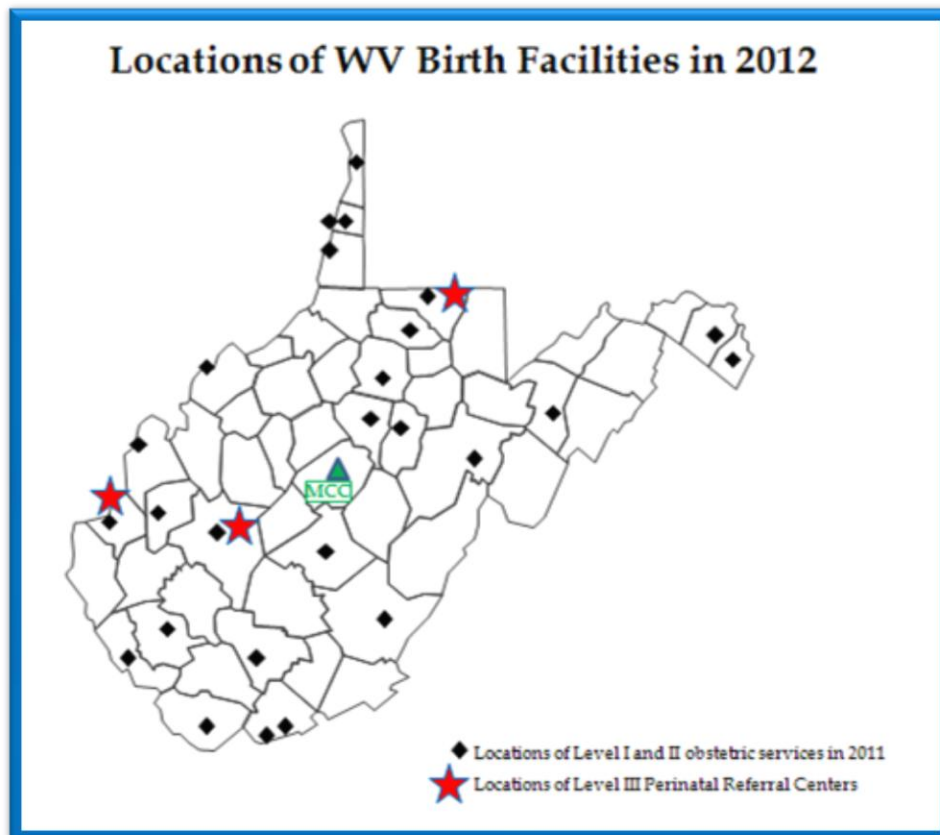 Locations of WV Birth Facilities in 2012
MCC
Locations of Level I and II obstetric services in 2011
Locations of Level III Perinatal Referral Centers